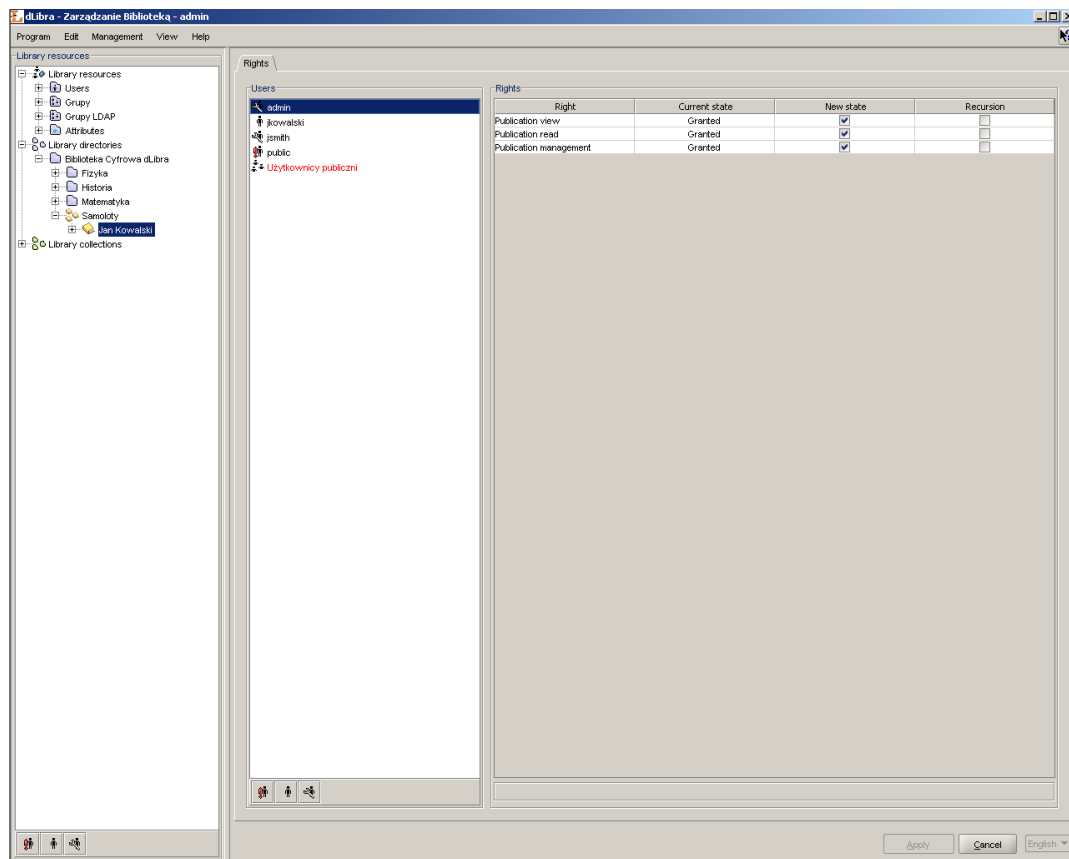 dLibra - Zarządzanie Biblioteką - admin
Program Edit Management View Help
Library resources
Library resources
Users
Grupy
Grupy LDAP
Attributes
Library directories
Biblioteka Cyfrowa dLibra
Fizyka
Historia
Matematyka
Samoloty
Jan Kowalski
Library collections
Rights
Users
admin
jkowalski
jsmith
public
Użytkownicy publiczni
Rights
Right Current state New state Recursion
Publication view Granted
Publication read Granted
Publication management Granted
Apply Cancel English